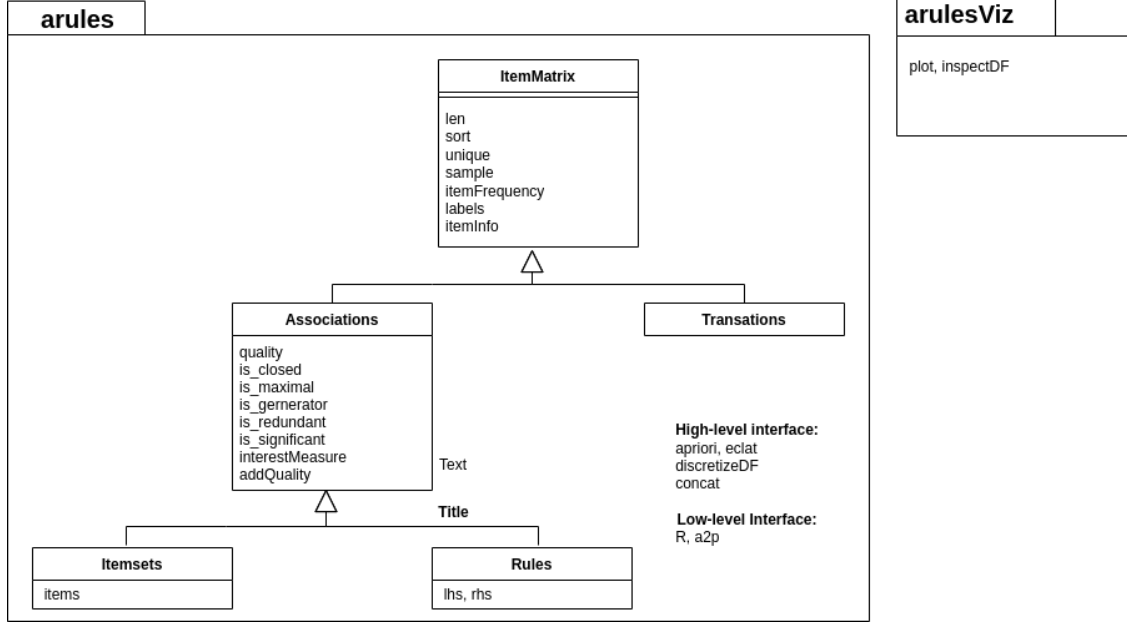 arules
arulesViz
plot, inspectDF
ItemMatrix
len
sort
unique
sample
itemFrequency
labels
itemInfo
Associations
quality
is_closed
is_maximal
is_gernerator
is_redundant
is_significant
interestMeasure
addQuality
Transations
Text
Title
High-level interface:
apriori, eclat
discretizeDF
concat
Low-level Interface:
R, a2p
Itemsets
items
Rules
lhs, rhs